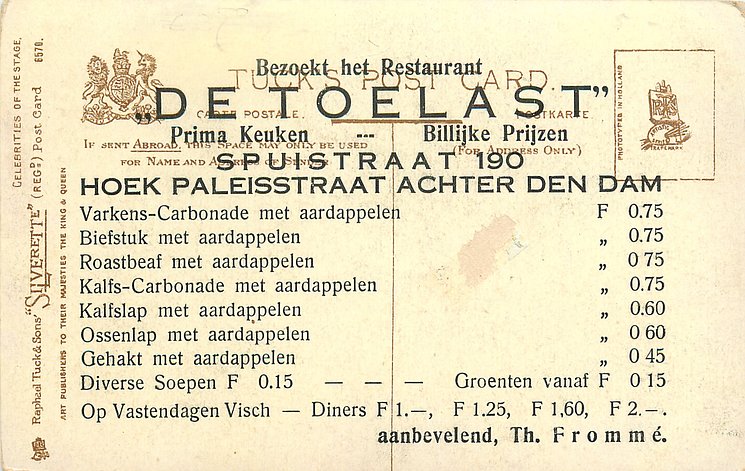 Bezoekt het Restaurant
TUCK'S POST CARD.
„DE TOELAST"
CARTE POSTALE. POSTKARTE.
Prima Keuken --- Billijke Prijzen
IF SENT ABROAD, THIS SPACE MAY ONLY BE USED
FOR NAME AND ADDRESS OF SENDER
(FOR ADDRESS ONLY)
SPUISTRAAT 190
HOEK PALEISSTRAAT ACHTER DEN DAM
Varkens-Carbonade met aardappelen F 0.75
Biefstuk met aardappelen „ 0.75
Roastbeaf met aardappelen „ 0 75
Kalfs-Carbonade met aardappelen „ 0.75
Kalfslap met aardappelen „ 0.60
Ossenlap met aardappelen „ 0 60
Gehakt met aardappelen „ 0 45
Diverse Soepen F 0.15 — — — Groenten vanaf F 0 15
Op Vastendagen Visch — Diners F 1.—, F 1.25, F 1,60, F 2.—.
aanbevelend, Th. Frommé.
CELEBRITIES OF THE STAGE. 6570.
Raphael Tuck & Sons' "SILVERETTE" (REGD) Post Card
ART PUBLISHERS TO THEIR MAJESTIES THE KING & QUEEN
PHOTOTYPED IN HOLLAND